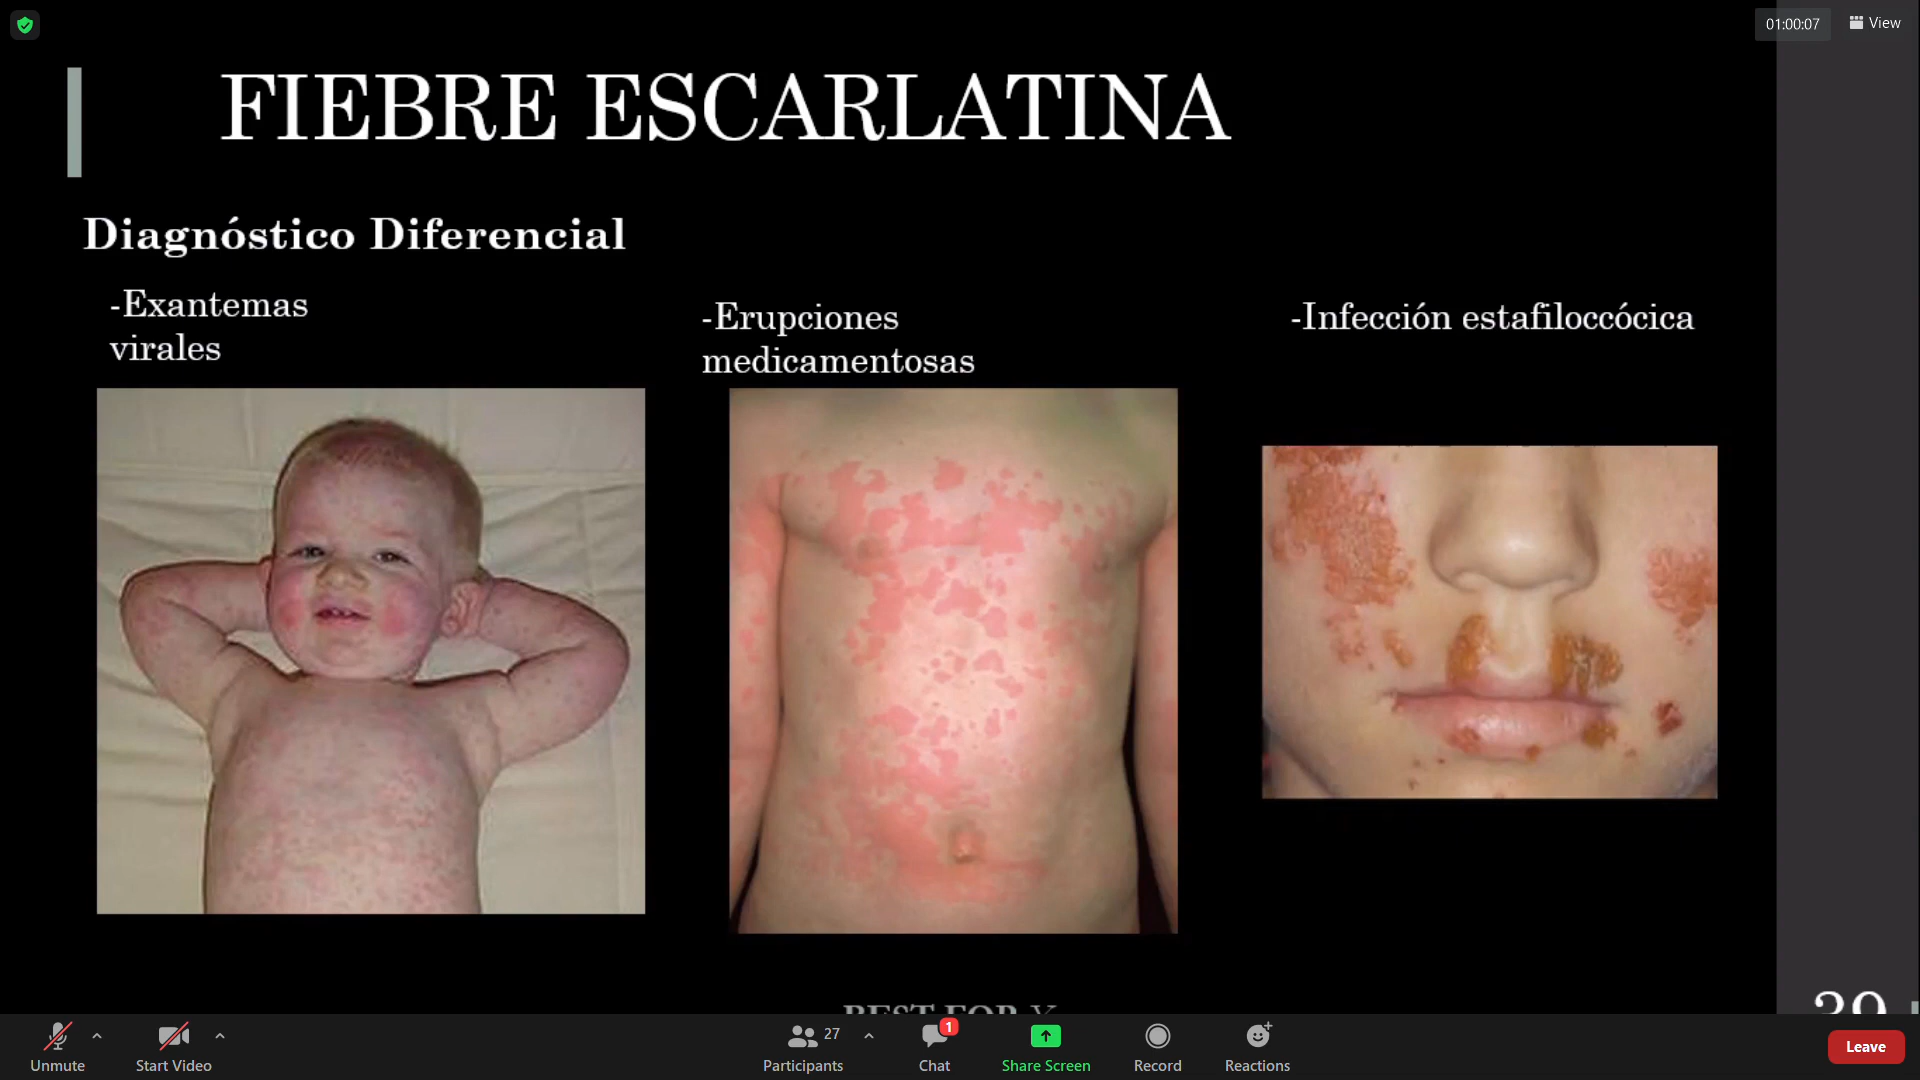 01:00:07
View
FIEBRE ESCARLATINA
Diagnóstico Diferencial
-Exantemas
virales
-Erupciones
medicamentosas
-Infección estafiloccócica
Unmute
Start Video
27
Participants
1
Chat
Share Screen
Record
Reactions
Leave